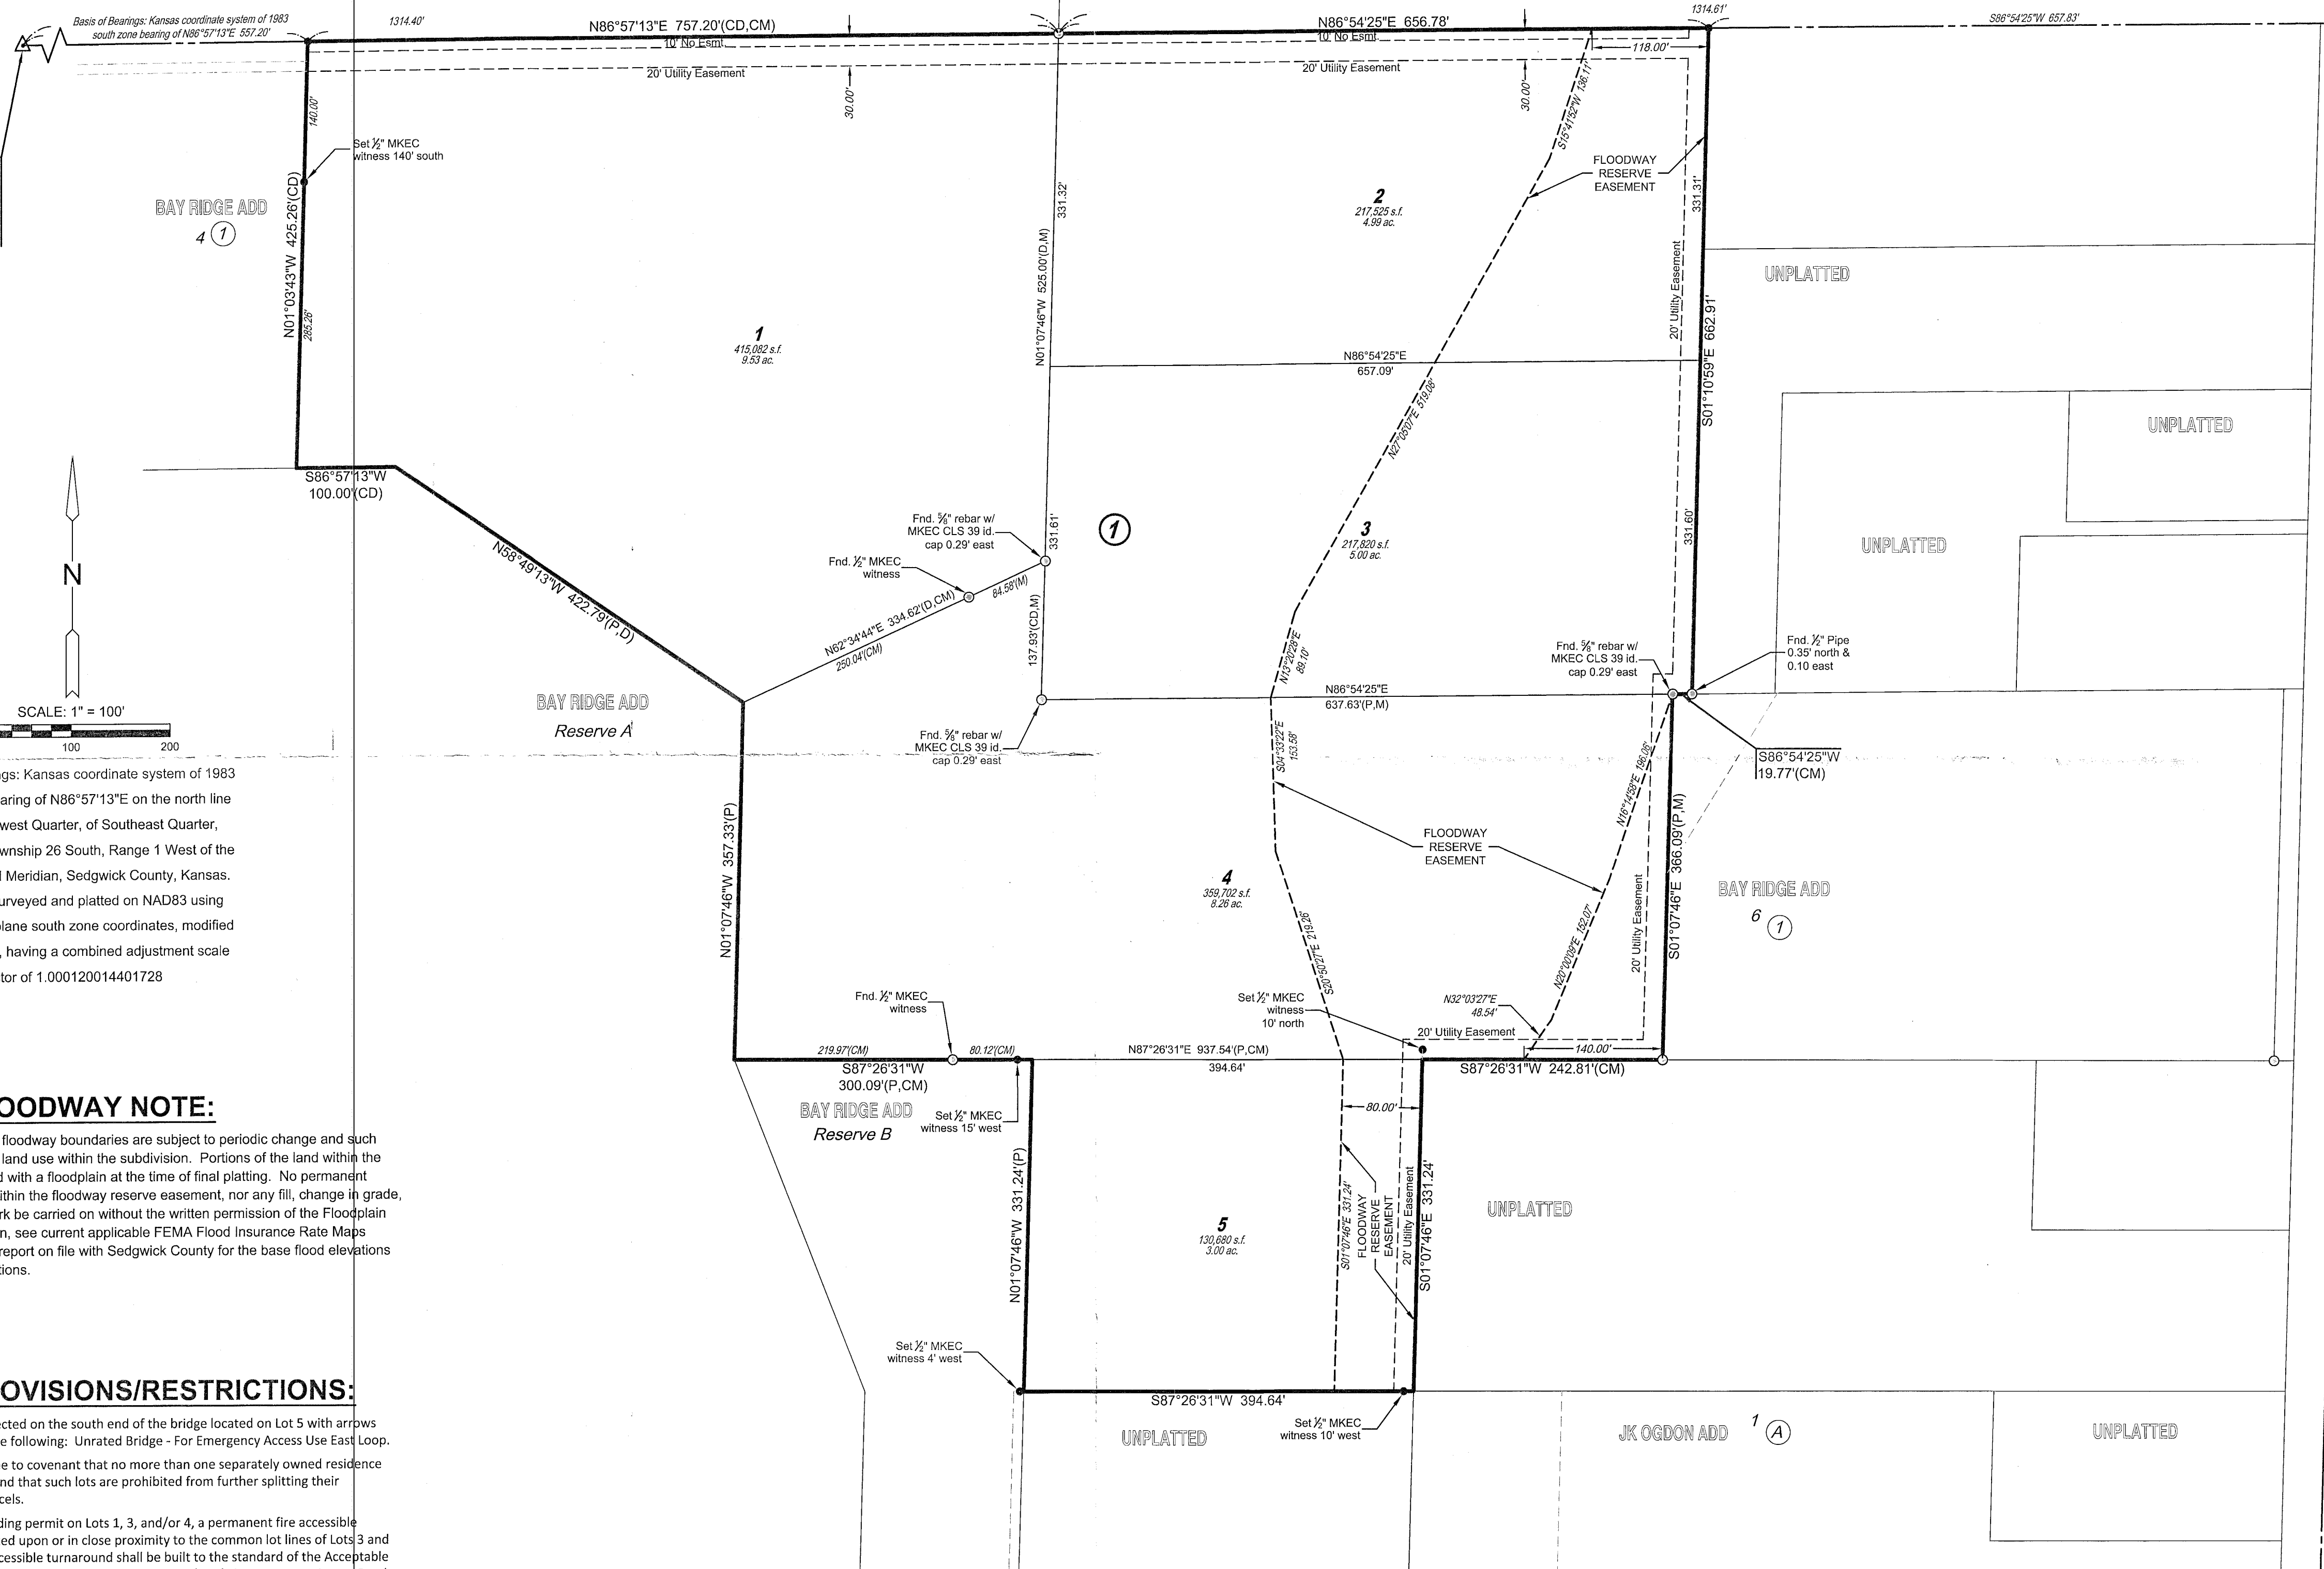 Basis of Bearings: Kansas coordinate system of 1983
south zone bearing of N86°57'13"E 557.20'
1314.40'
N86°57'13"E 757.20'(CD,CM)
10' No Esmt.
20' Utility Easement
30.00'
N86°54'25"E 656.78'
10' No Esmt.
20' Utility Easement
30.00'
1314.61'
118.00'
S86°54'25"W 657.83'
140.00'
Set ½" MKEC
witness 140' south
BAY RIDGE ADD
4 1
N01°03'43"W 425.26'(CD)
285.26'
S86°57'13"W
100.00'(CD)
1
415,082 s.f.
9.53 ac.
331.32'
N01°07'46"W 525.00'(D,M)
2
217,525 s.f.
4.99 ac.
S15°41'52"W 136.11'
FLOODWAY
RESERVE
EASEMENT
331.31'
20' Utility Easement
S01°10'59"E 662.91'
UNPLATTED
N86°54'25"E
657.09'
N27°05'07"E 519.08'
UNPLATTED
N
SCALE: 1" = 100'
100
200
N58°49'13"W 422.79'(P,D)
Fnd. ⅝" rebar w/
MKEC CLS 39 id.
cap 0.29' east
331.61'
1
Fnd. ½" MKEC
witness
84.58'(M)
N62°34'44"E 334.62'(D,CM)
250.04'(CM)
137.93'(CD,M)
3
217,820 s.f.
5.00 ac.
331.60'
UNPLATTED
N13°20'28"E
89.10'
Fnd. ⅝" rebar w/
MKEC CLS 39 id.
cap 0.29' east
Fnd. ½" Pipe
0.35' north &
0.10 east
BAY RIDGE ADD
Reserve A
Fnd. ⅝" rebar w/
MKEC CLS 39 id.
cap 0.29' east
N86°54'25"E
637.63'(P,M)
S04°33'22"E
153.58'
N16°14'58"E 196.06'
S86°54'25"W
19.77'(CM)
gs: Kansas coordinate system of 1983
aring of N86°57'13"E on the north line
west Quarter, of Southeast Quarter,
wnship 26 South, Range 1 West of the
l Meridian, Sedgwick County, Kansas.
urveyed and platted on NAD83 using
plane south zone coordinates, modified
, having a combined adjustment scale
tor of 1.000120014401728
N01°07'46"W 357.33'(P)
4
359,702 s.f.
8.26 ac.
FLOODWAY
RESERVE
EASEMENT
S01°07'46"E 366.09'(P,M)
BAY RIDGE ADD
6 1
S20°50'27"E 219.26'
N20°00'09"E 152.07'
20' Utility Easement
Fnd. ½" MKEC
witness
Set ½" MKEC
witness
10' north
N32°03'27"E
48.54'
20' Utility Easement
219.97'(CM)
80.12'(CM)
N87°26'31"E 937.54'(P,CM)
394.64'
140.00'
S87°26'31"W
300.09'(P,CM)
S87°26'31"W 242.81'(CM)
BAY RIDGE ADD
Reserve B
Set ½" MKEC
witness 15' west
80.00'
OODWAY NOTE:
floodway boundaries are subject to periodic change and such
land use within the subdivision. Portions of the land within the
d with a floodplain at the time of final platting. No permanent
ithin the floodway reserve easement, nor any fill, change in grade,
rk be carried on without the written permission of the Floodplain
n, see current applicable FEMA Flood Insurance Rate Maps
report on file with Sedgwick County for the base flood elevations
tions.
N01°07'46"W 331.24'(P)
5
130,680 s.f.
3.00 ac.
S01°07'46"E 331.24'
FLOODWAY
RESERVE
EASEMENT
20' Utility Easement
S01°07'46"E 331.24'
UNPLATTED
Set ½" MKEC
witness 4' west
S87°26'31"W 394.64'
Set ½" MKEC
witness 10' west
UNPLATTED
JK OGDON ADD
1 A
UNPLATTED
OVISIONS/RESTRICTIONS:
ected on the south end of the bridge located on Lot 5 with arrows
e following: Unrated Bridge - For Emergency Access Use East Loop.
e to covenant that no more than one separately owned residence
nd that such lots are prohibited from further splitting their
cels.
ding permit on Lots 1, 3, and/or 4, a permanent fire accessible
ed upon or in close proximity to the common lot lines of Lots 3 and
cessible turnaround shall be built to the standard of the Acceptable